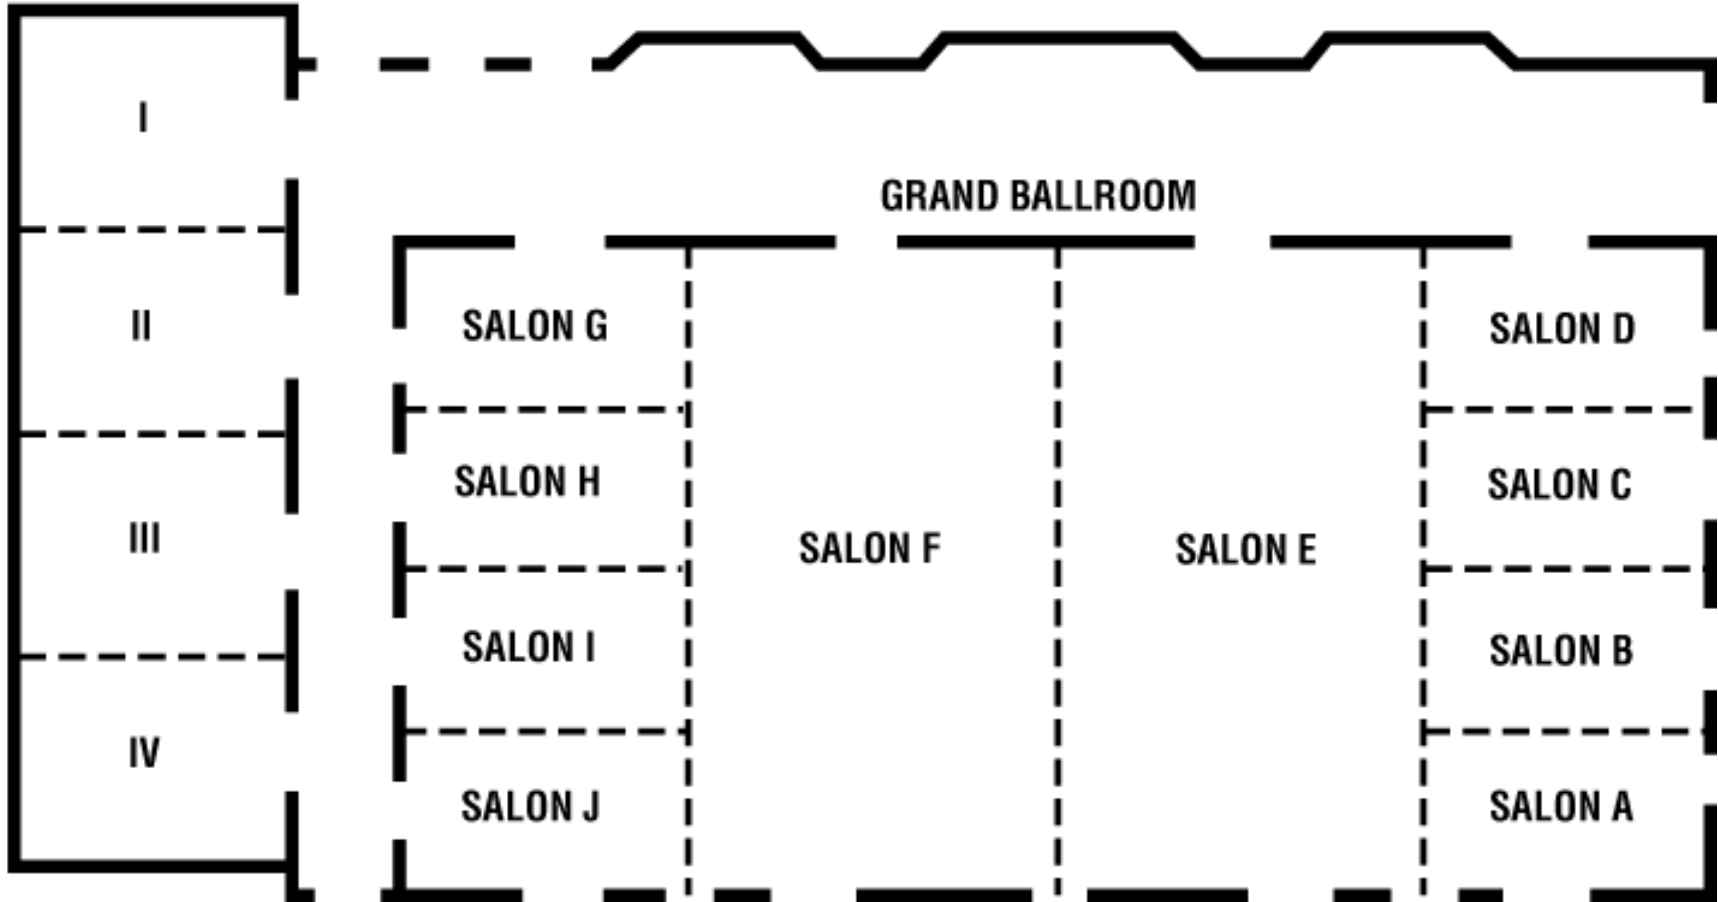 I
II
III
IV
GRAND BALLROOM
SALON G
SALON H
SALON I
SALON J
SALON F
SALON E
SALON D
SALON C
SALON B
SALON A